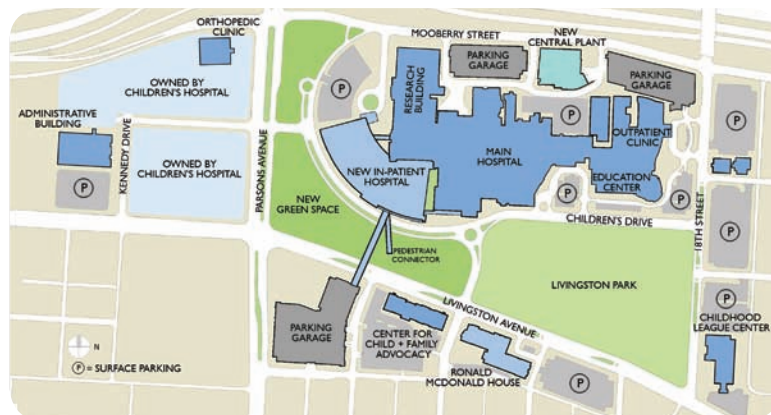 ORTHOPEDIC
CLINIC
MOOBERRY STREET
NEW
CENTRAL PLANT
PARKING
GARAGE
PARKING
GARAGE
OWNED BY
CHILDREN'S HOSPITAL
P
RESEARCH
BUILDING
P
P
ADMINISTRATIVE
BUILDING
KENNEDY DRIVE
OUTPATIENT
CLINIC
MAIN
HOSPITAL
OWNED BY
CHILDREN'S HOSPITAL
NEW IN-PATIENT
HOSPITAL
P
PARSONS AVENUE
EDUCATION
CENTER
P
P
NEW
GREEN SPACE
CHILDREN'S DRIVE
18TH STREET
P
PEDESTRIAN
CONNECTOR
LIVINGSTON PARK
P
LIVINGSTON AVENUE
CHILDHOOD
LEAGUE CENTER
PARKING
GARAGE
CENTER FOR
CHILD + FAMILY
ADVOCACY
N
P = SURFACE PARKING
RONALD
MCDONALD HOUSE
P